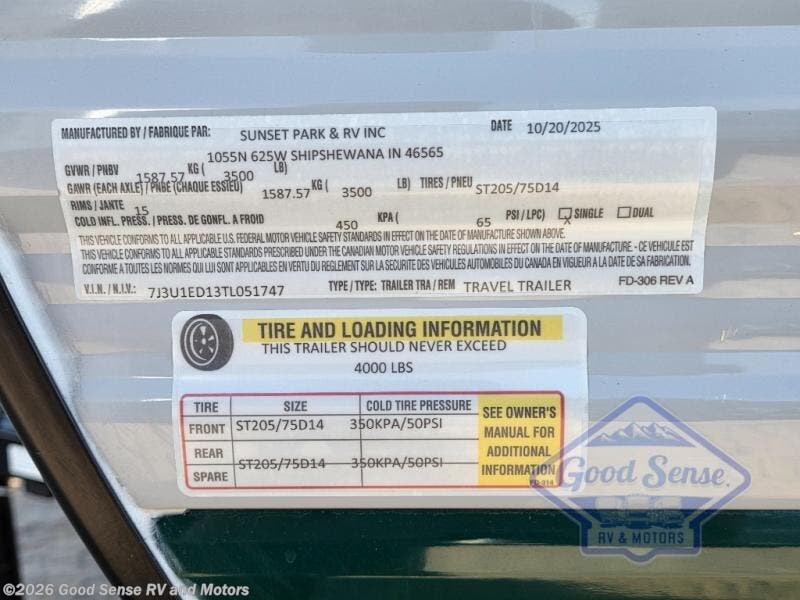 MANUFACTURED BY / FABRIQUE PAR: SUNSET PARK & RV INC DATE 10/20/2025
1055N 625W SHIPSHEWANA IN 46565
GVWR / PNBV 1587.57 KG ( 3500 LB)
GAWR (EACH AXLE) / PNBE (CHAQUE ESSIEU) 1587.57 KG ( 3500 LB) TIRES / PNEU ST205/75D14
RIMS / JANTE 15
COLD INFL. PRESS. / PRESS. DE GONFL. A FROID 450 KPA ( 65 PSI / LPC) X SINGLE DUAL
THIS VEHICLE CONFORMS TO ALL APPLICABLE U.S. FEDERAL MOTOR VEHICLE SAFETY STANDARDS IN EFFECT ON THE DATE OF MANUFACTURE SHOWN ABOVE.
THIS VEHICLE CONFORMS TO ALL APPLICABLE STANDARDS PRESCRIBED UNDER THE CANADIAN MOTOR VEHICLE SAFETY REGULATIONS IN EFFECT ON THE DATE OF MANUFACTURE - CE VEHICULE EST
CONFORME A TOUTES LES NORMES QUI LUI SONT APPLICABLES EN VERTU DU REGLEMENT SUR LA SECURITE DES VEHICULES AUTOMOBILES DU CANADA EN VIGUEUR A LA DATE DE SA FABRICATION.
V.I.N. / N.I.V.: 7J3U1ED13TL051747 TYPE / TYPE: TRAILER TRA / REM TRAVEL TRAILER FD-306 REV A
TIRE AND LOADING INFORMATION
THIS TRAILER SHOULD NEVER EXCEED
4000 LBS
TIRE SIZE COLD TIRE PRESSURE
FRONT ST205/75D14 350KPA/50PSI
REAR
SPARE ST205/75D14 350KPA/50PSI
SEE OWNER'S
MANUAL FOR
ADDITIONAL
INFORMATION
FD-314
Good Sense
RV & MOTORS
©2026 Good Sense RV and Motors